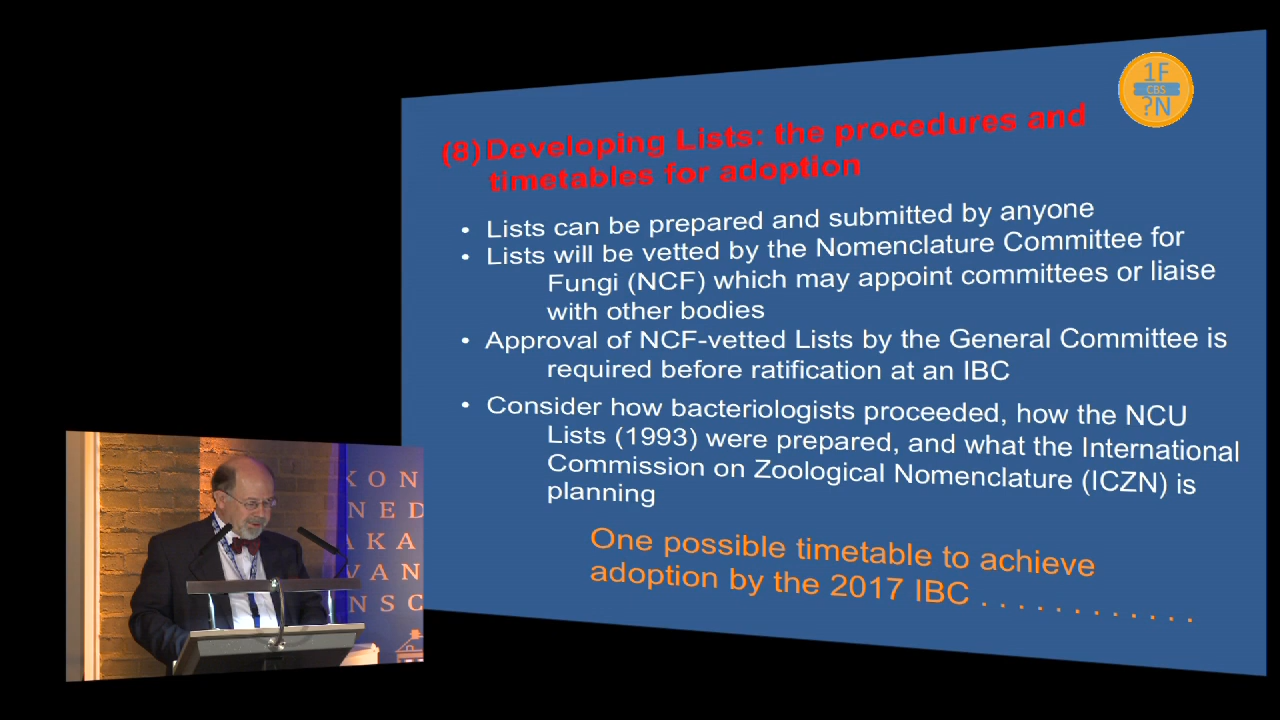 1F
CBS
?N
(8) Developing Lists: the procedures and
timetables for adoption
• Lists can be prepared and submitted by anyone
• Lists will be vetted by the Nomenclature Committee for
Fungi (NCF) which may appoint committees or liaise
with other bodies
• Approval of NCF-vetted Lists by the General Committee is
required before ratification at an IBC
• Consider how bacteriologists proceeded, how the NCU
Lists (1993) were prepared, and what the International
Commission on Zoological Nomenclature (ICZN) is
planning
One possible timetable to achieve
adoption by the 2017 IBC . . . . . . . . . . . .
KON
NED
AKA
VAN
NSC